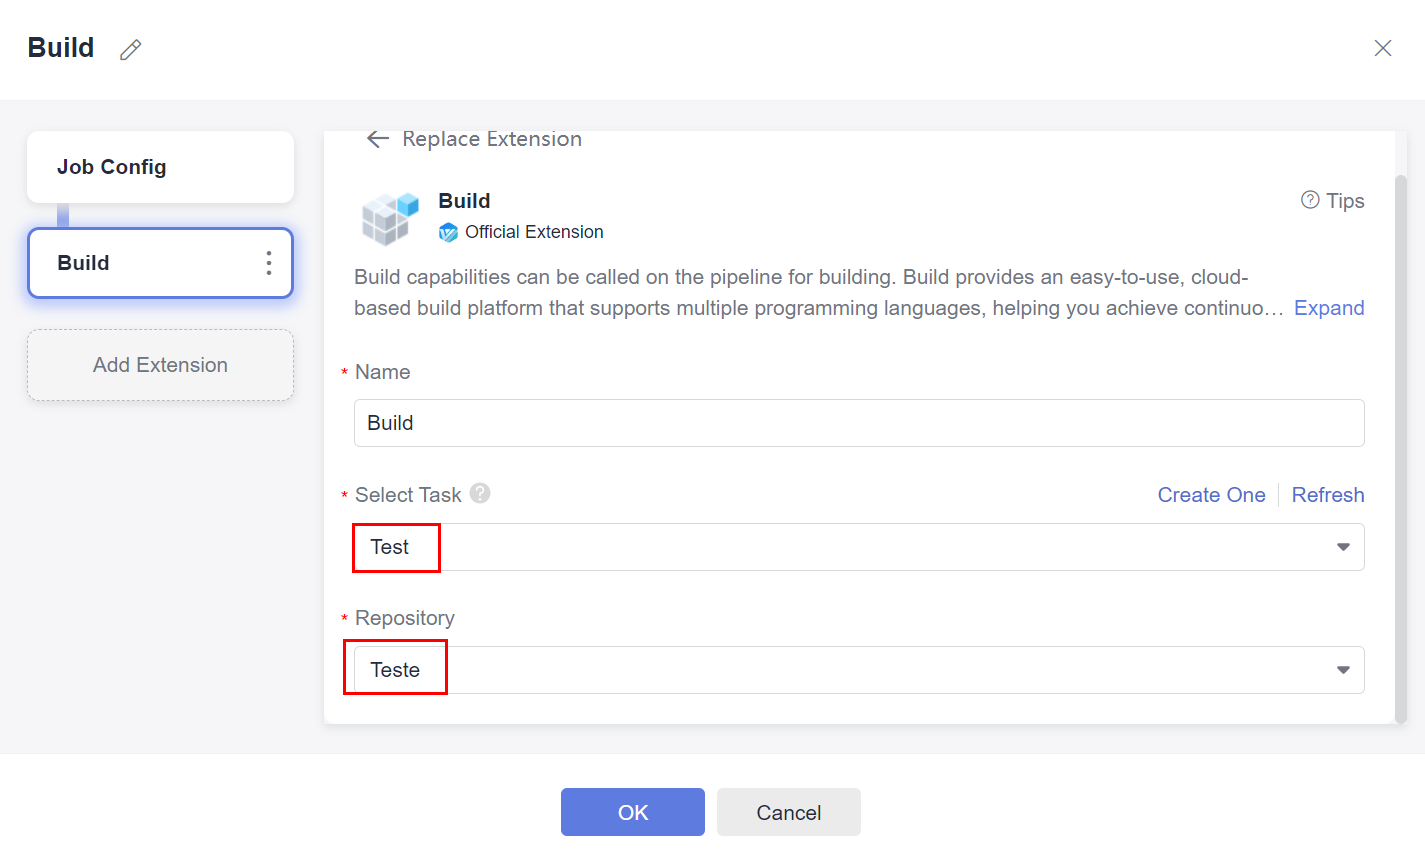 Build
Job Config
Build
Add Extension
Replace Extension
Build
Official Extension
? Tips
Build capabilities can be called on the pipeline for building. Build provides an easy-to-use, cloud-
based build platform that supports multiple programming languages, helping you achieve continuo... Expand
* Name
Build
* Select Task ?
Create One Refresh
Test
* Repository
Teste
OK Cancel